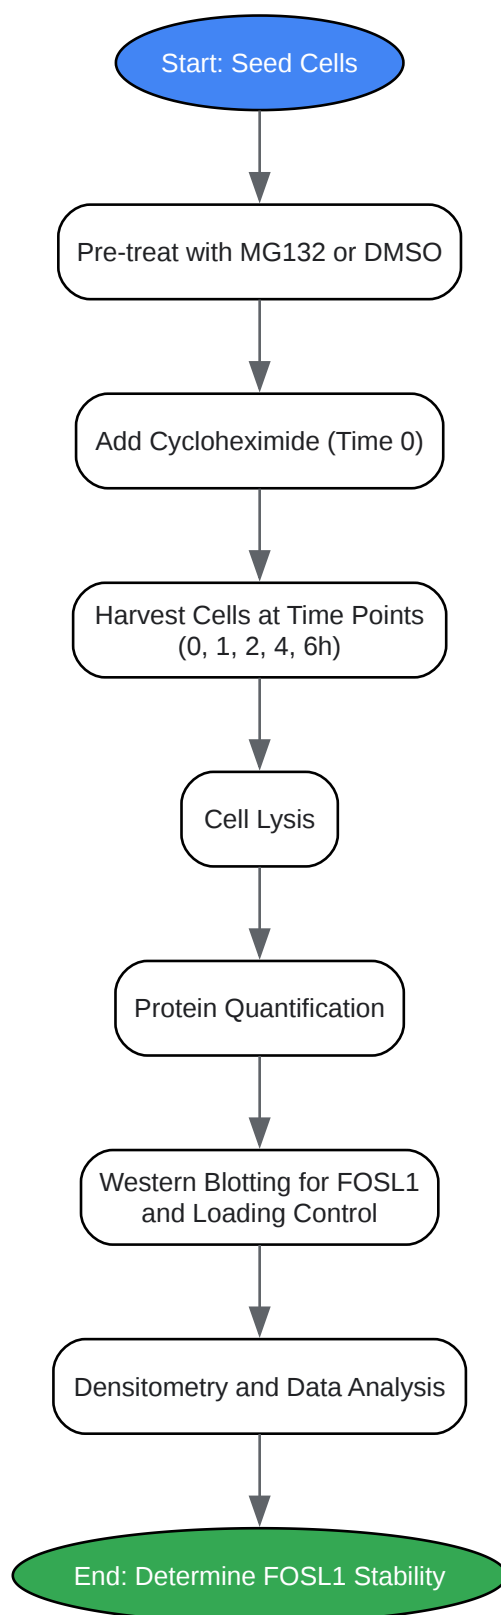 Start: Seed Cells
Pre-treat with MG132 or DMSO
Add Cycloheximide (Time 0)
Harvest Cells at Time Points
(0, 1, 2, 4, 6h)
Cell Lysis
Protein Quantification
Western Blotting for FOSL1
and Loading Control
Densitometry and Data Analysis
End: Determine FOSL1 Stability